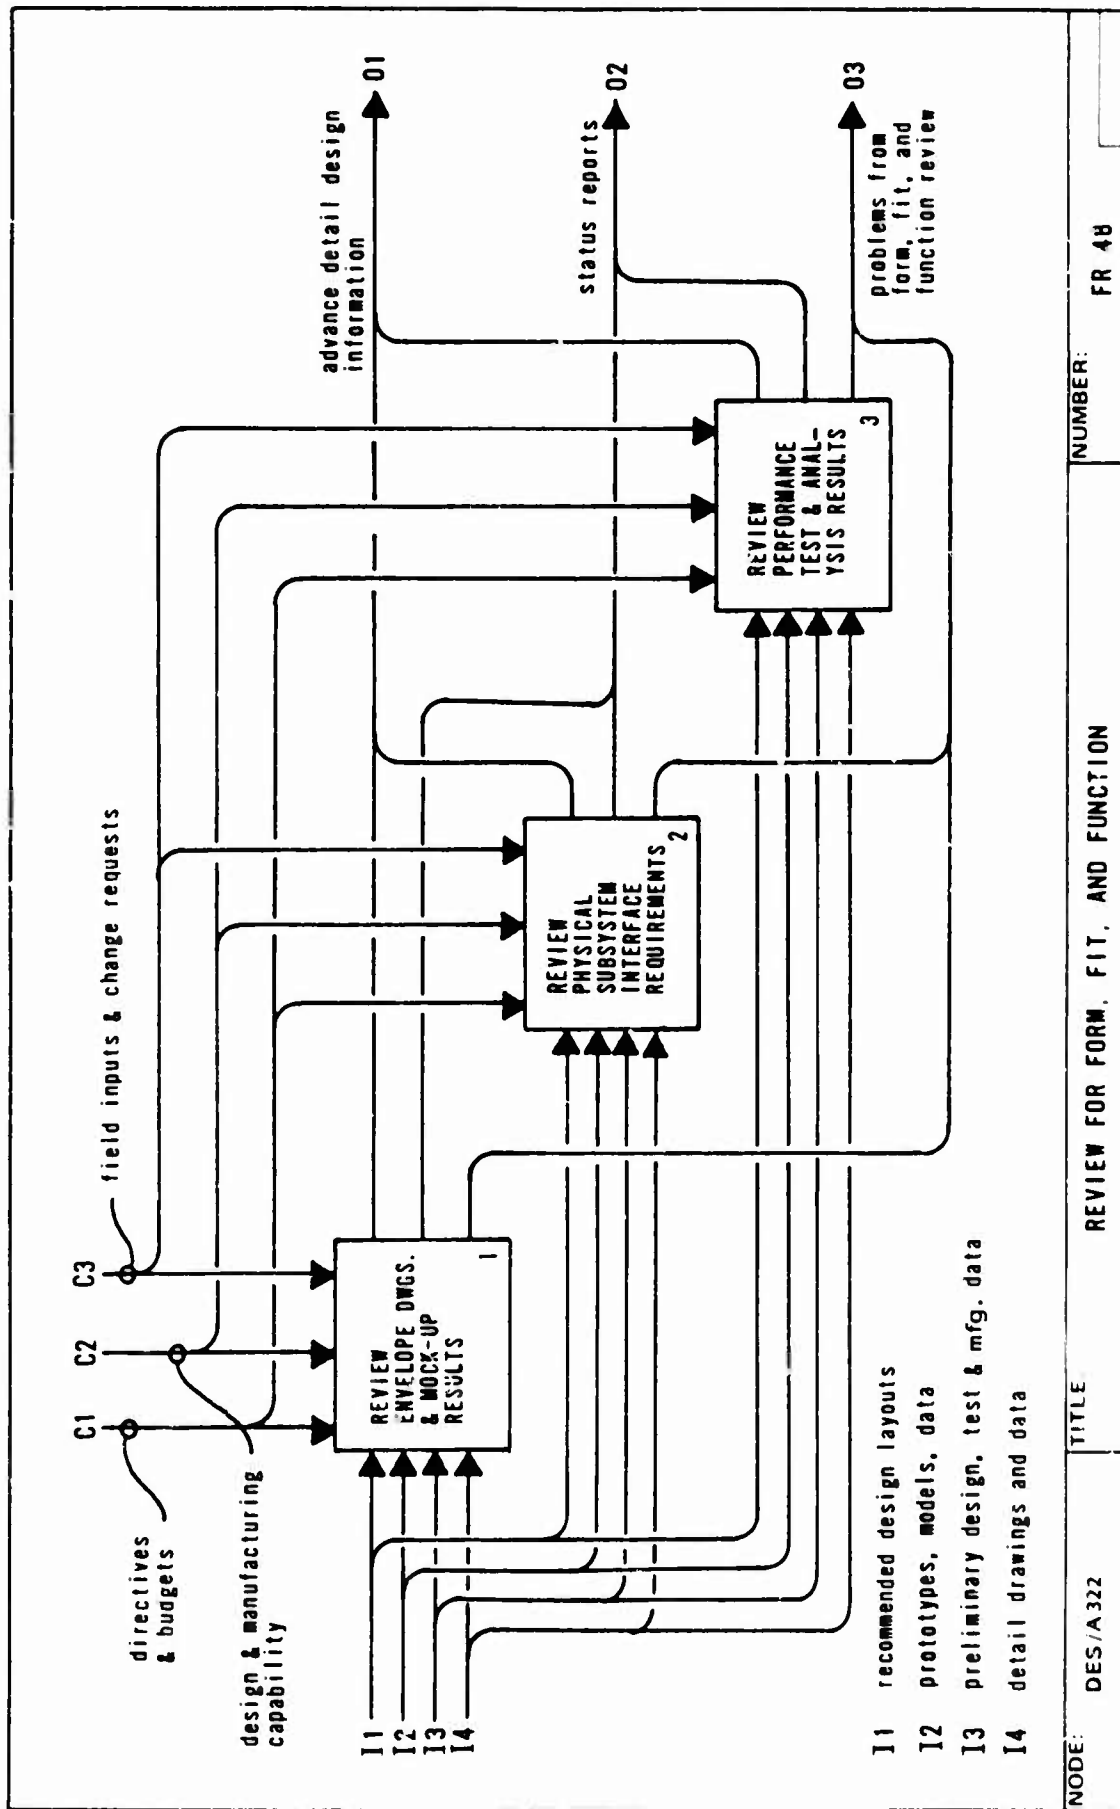 C1
C2
C3
field inputs & change requests
directives
& budgets
design & manufacturing
capability
I1
I2
I3
I4
REVIEW
ENVELOPE DWGS.
& MOCK-UP
RESULTS
1
REVIEW
PHYSICAL
SUBSYSTEM
INTERFACE
REQUIREMENTS
2
REVIEW
PERFORMANCE
TEST & ANAL-
YSIS RESULTS
3
advance detail design
information
O1
status reports
O2
problems from
form, fit, and
function review
O3
I1 recommended design layouts
I2 prototypes, models, data
I3 preliminary design, test & mfg. data
I4 detail drawings and data
NODE: DES/A322
TITLE REVIEW FOR FORM, FIT, AND FUNCTION
NUMBER: FR 48